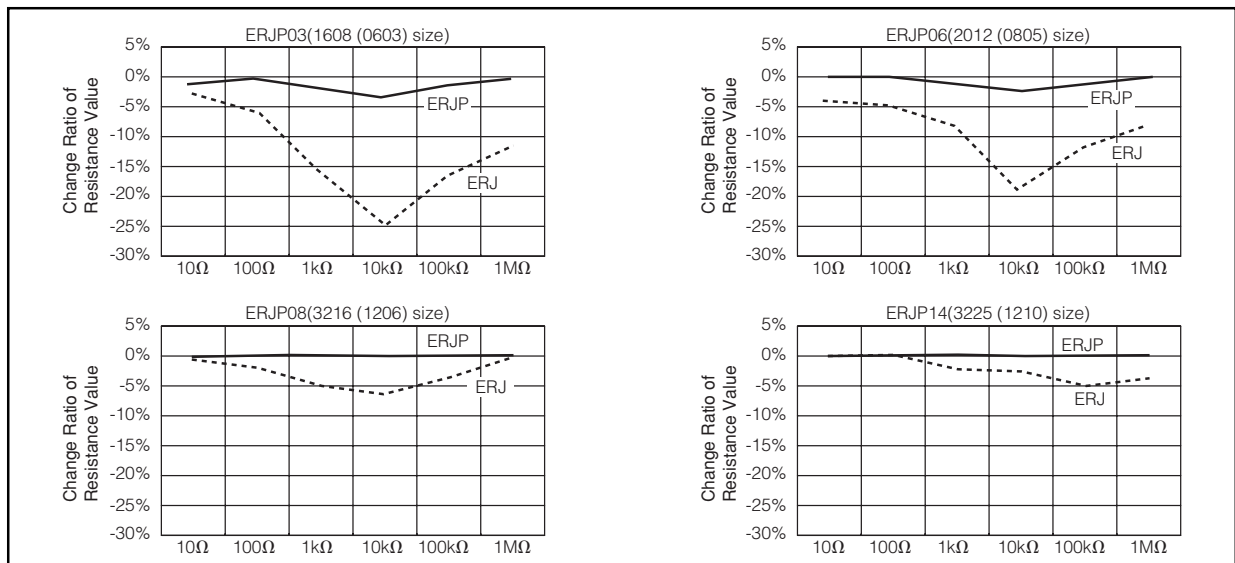 ERJP03(1608 (0603) size)
Change Ratio of
Resistance Value
5%
0%
-5%
-10%
-15%
-20%
-25%
-30%
ERJP
ERJ
10Ω 100Ω 1kΩ 10kΩ 100kΩ 1MΩ
ERJP06(2012 (0805) size)
Change Ratio of
Resistance Value
5%
0%
-5%
-10%
-15%
-20%
-25%
-30%
ERJP
ERJ
10Ω 100Ω 1kΩ 10kΩ 100kΩ 1MΩ
ERJP08(3216 (1206) size)
Change Ratio of
Resistance Value
5%
0%
-5%
-10%
-15%
-20%
-25%
-30%
ERJP
ERJ
10Ω 100Ω 1kΩ 10kΩ 100kΩ 1MΩ
ERJP14(3225 (1210) size)
Change Ratio of
Resistance Value
5%
0%
-5%
-10%
-15%
-20%
-25%
-30%
ERJP
ERJ
10Ω 100Ω 1kΩ 10kΩ 100kΩ 1MΩ